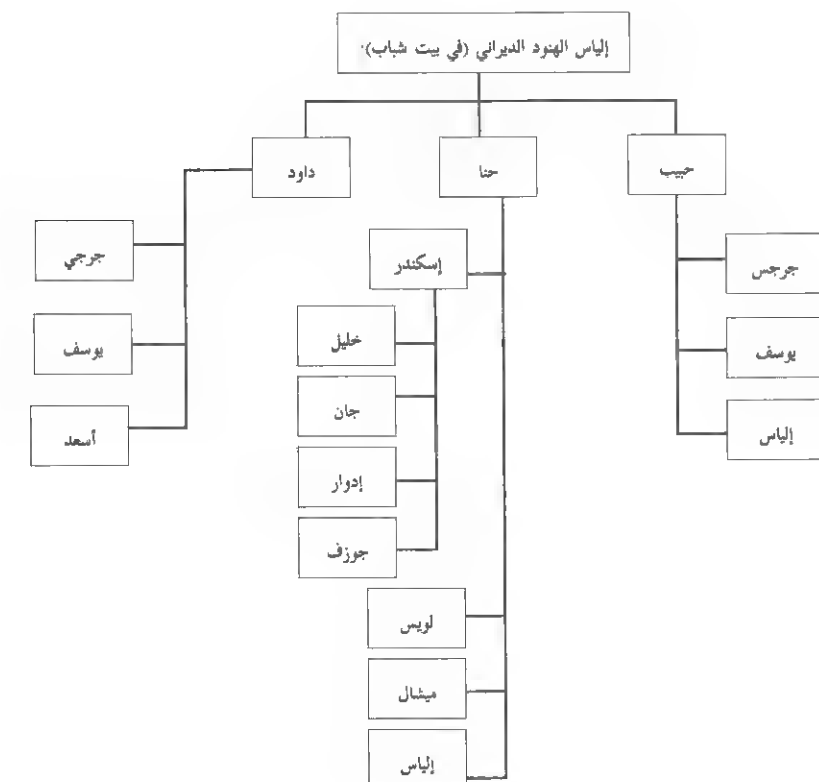 إلياس الهنود الديراني (في بيت شباب)
حبيب
حنا
داود
جرجس
يوسف
إلياس
إسكندر
خليل
جان
إدوار
جوزف
لويس
ميشال
إلياس
جرجي
يوسف
أسعد